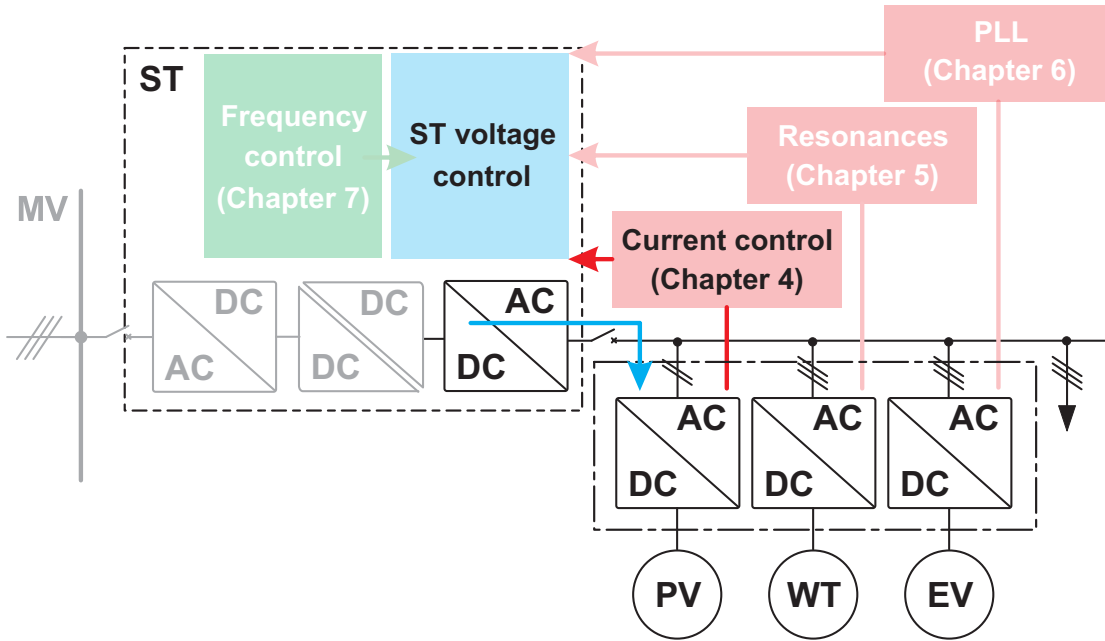 PLL
(Chapter 6)
ST
Frequency
control
(Chapter 7)
ST voltage
control
Resonances
(Chapter 5)
MV
Current control
(Chapter 4)
DC
AC
DC
DC
AC
DC
AC
DC
AC
DC
AC
DC
PV
WT
EV